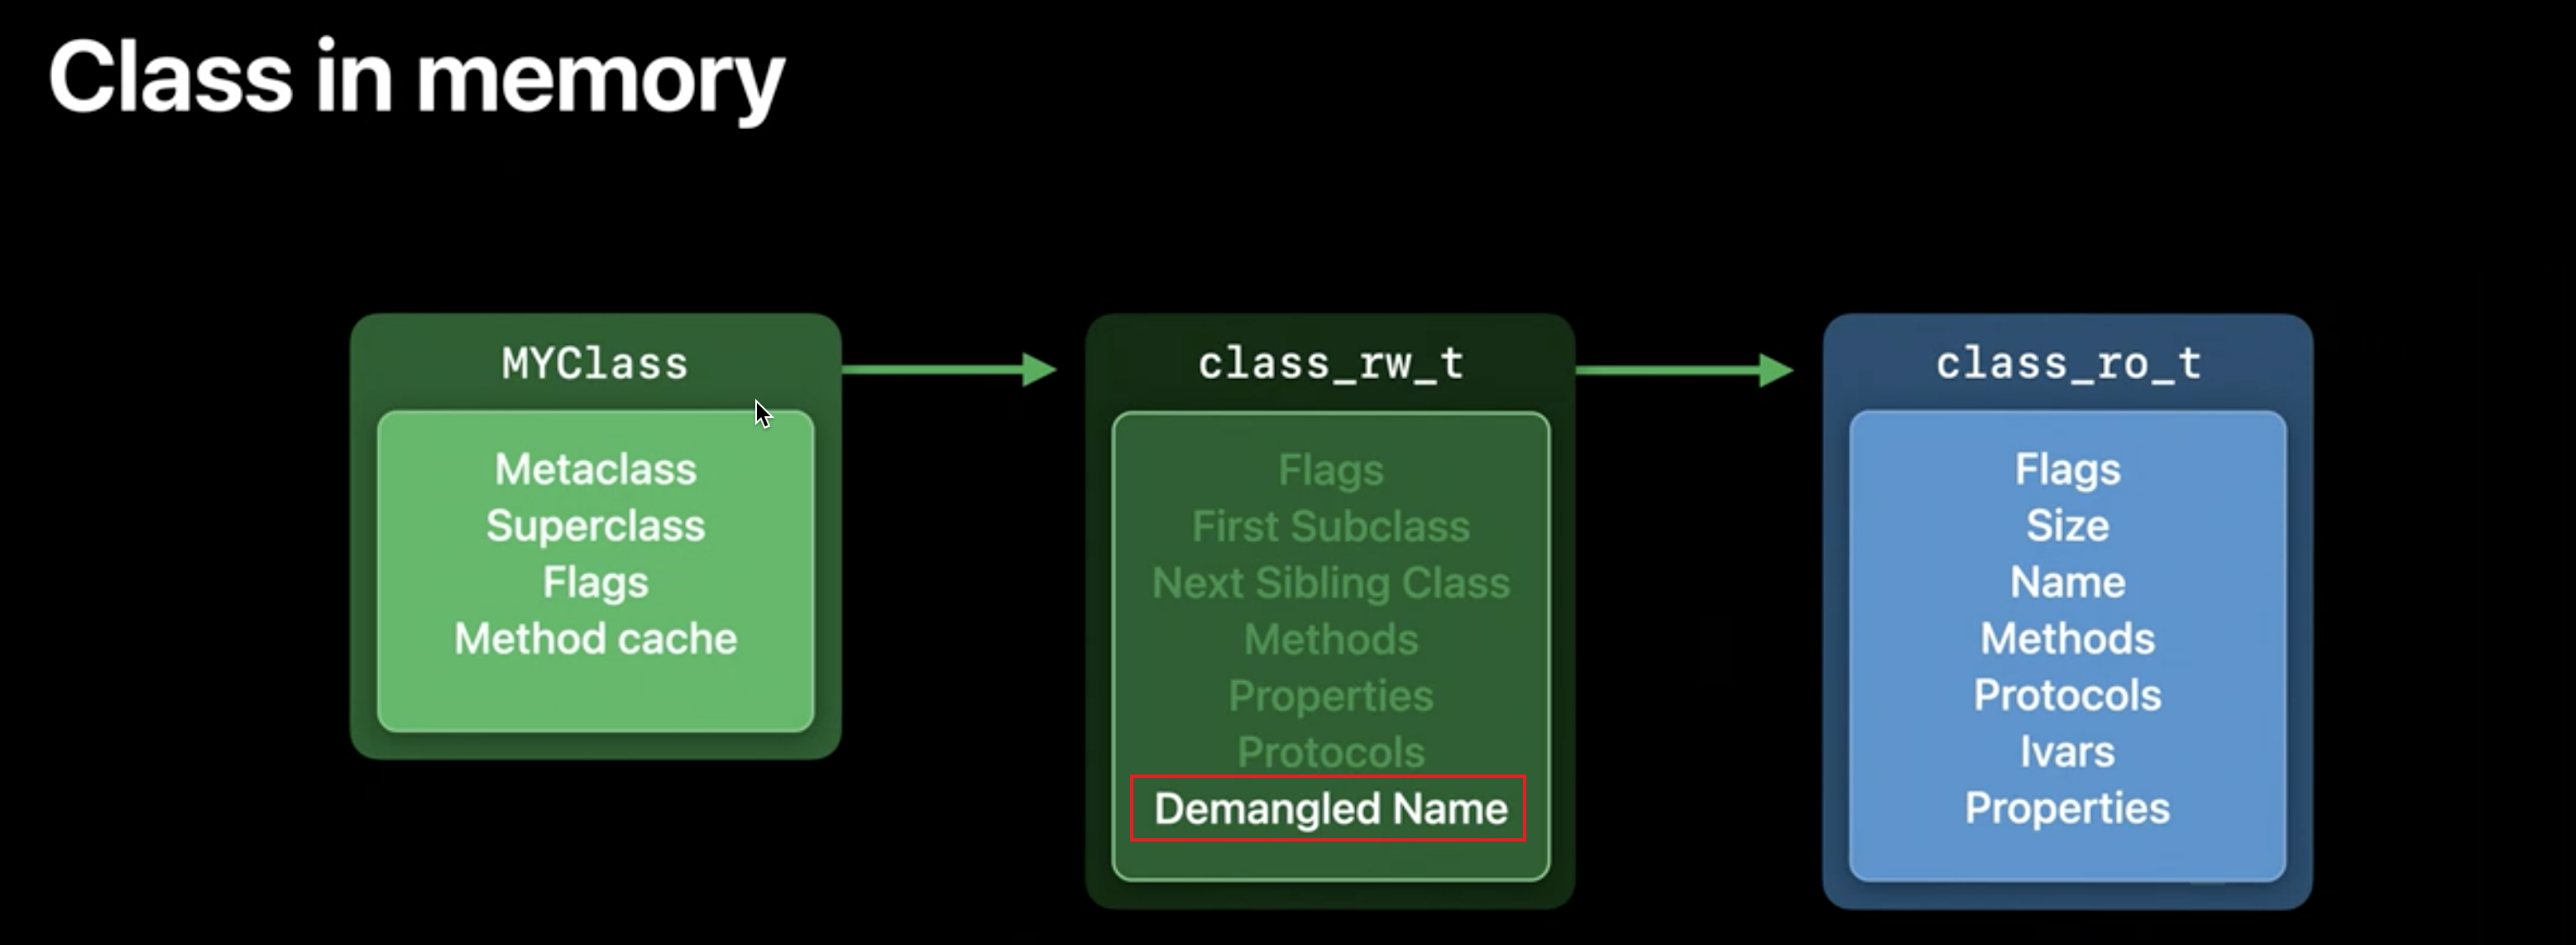 Class in memory
MYClass
Metaclass
Superclass
Flags
Method cache
class_rw_t
Flags
First Subclass
Next Sibling Class
Methods
Properties
Protocols
Demangled Name
class_ro_t
Flags
Size
Name
Methods
Protocols
Ivars
Properties